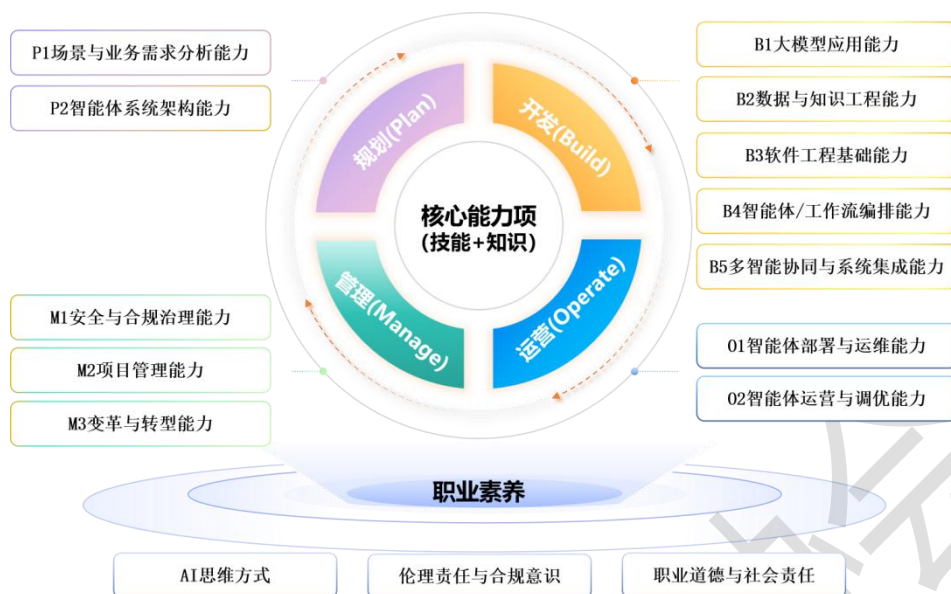 P1场景与业务需求分析能力
P2智能体系统架构能力
B1大模型应用能力
B2数据与知识工程能力
B3软件工程基础能力
B4智能体/工作流编排能力
B5多智能协同与系统集成能力
规划(Plan)
开发(Build)
核心能力项
(技能+知识)
管理(Manage)
运营(Operate)
M1安全与合规治理能力
M2项目管理能力
M3变革与转型能力
O1智能体部署与运维能力
O2智能体运营与调优能力
职业素养
AI思维方式
伦理责任与合规意识
职业道德与社会责任